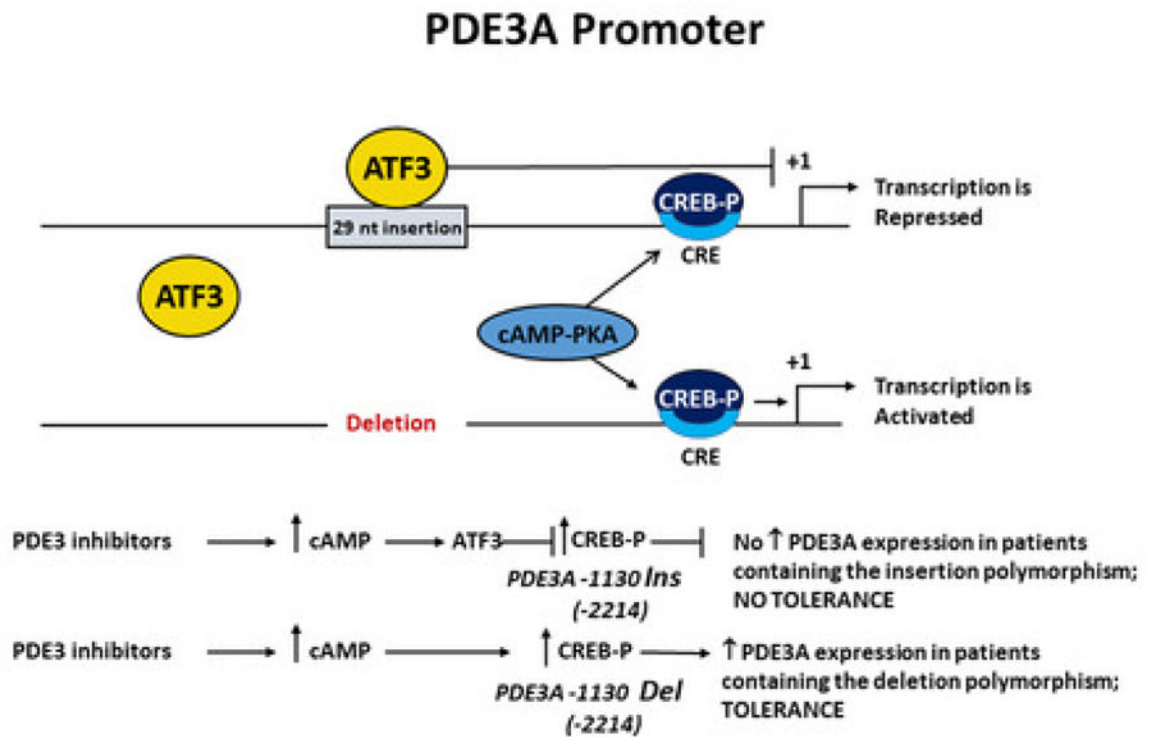 PDE3A Promoter
ATF3
+1
CREB-P
Transcription is
Repressed
29 nt insertion
CRE
ATF3
cAMP-PKA
+1
CREB-P
Transcription is
Activated
Deletion
CRE
PDE3 inhibitors → ↑ cAMP → ATF3 ⊣ ↑ CREB-P ⊣ No ↑ PDE3A expression in patients
containing the insertion polymorphism;
NO TOLERANCE
PDE3A -1130 Ins
(-2214)
PDE3 inhibitors → ↑ cAMP → ↑ CREB-P → ↑ PDE3A expression in patients
containing the deletion polymorphism;
TOLERANCE
PDE3A -1130 Del
(-2214)